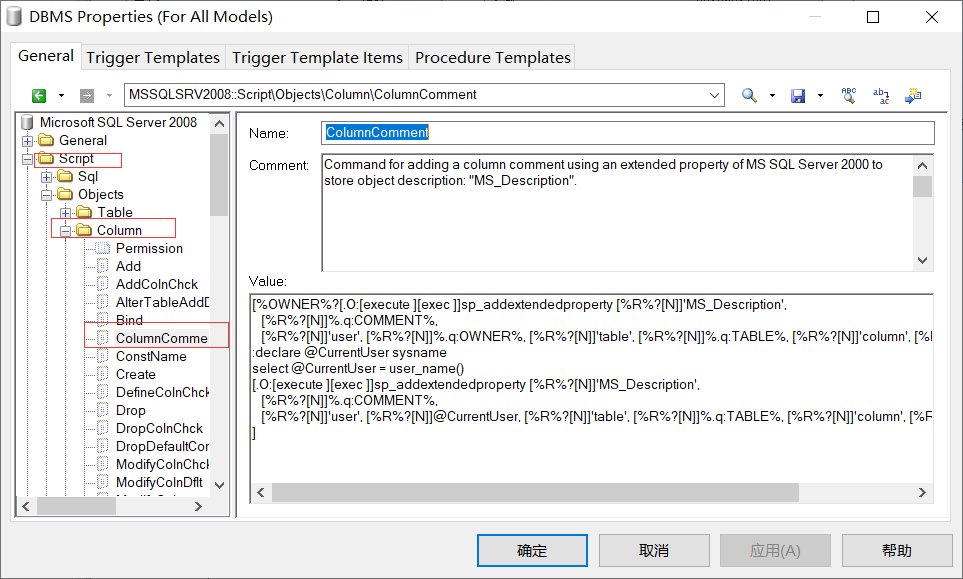 DBMS Properties (For All Models)
General
Trigger Templates
Trigger Template Items
Procedure Templates
MSSQLSRV2008::Script\Objects\Column\ColumnComment
Microsoft SQL Server 2008
General
Script
Sql
Objects
Table
Column
Permission
Add
AddColnChck
AlterTableAddD
Bind
ColumnComme
ConstName
Create
DefineColnChck
Drop
DropColnChck
DropDefaultCor
ModifyColnChck
ModifyColnDflt
Name:
ColumnComment
Comment:
Command for adding a column comment using an extended property of MS SQL Server 2000 to
store object description: "MS_Description".
Value:
[%OWNER%?[.O:[execute ][exec ]]sp_addextendedproperty [%R%?[N]]'MS_Description',
[%R%?[N]]%.q:COMMENT%,
[%R%?[N]]'user', [%R%?[N]]%.q:OWNER%, [%R%?[N]]'table', [%R%?[N]]%.q:TABLE%, [%R%?[N]]'column', [%
:declare @CurrentUser sysname
select @CurrentUser = user_name()
[.O:[execute ][exec ]]sp_addextendedproperty [%R%?[N]]'MS_Description',
[%R%?[N]]%.q:COMMENT%,
[%R%?[N]]'user', [%R%?[N]]@CurrentUser, [%R%?[N]]'table', [%R%?[N]]%.q:TABLE%, [%R%?[N]]'column', [%R
]
确定
取消
应用(A)
帮助